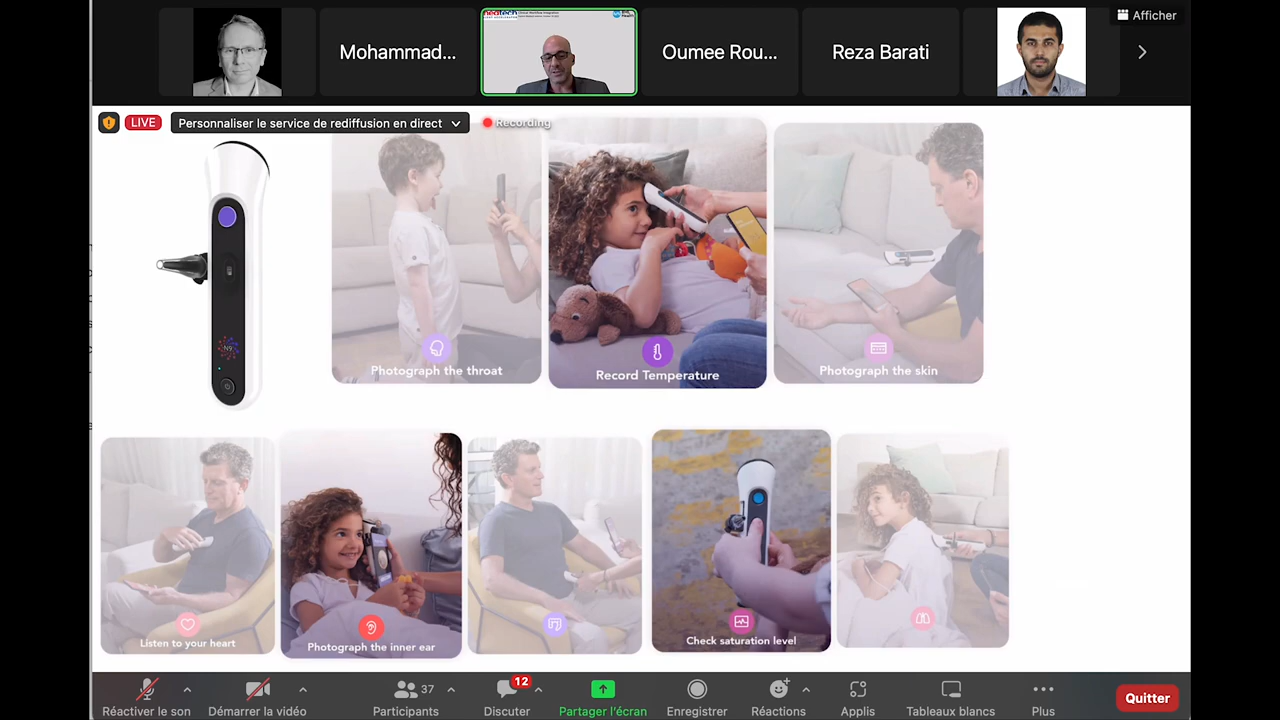 Afficher
Mohammad...
Oumee Rou...
Reza Barati
LIVE
Personnaliser le service de rediffusion en direct
Recording
Photograph the throat
Record Temperature
Photograph the skin
Listen to your heart
Photograph the inner ear
Check saturation level
Réactiver le son
Démarrer la vidéo
37
Participants
12
Discuter
Partager l'écran
Enregistrer
Réactions
Applis
Tableaux blancs
Plus
Quitter